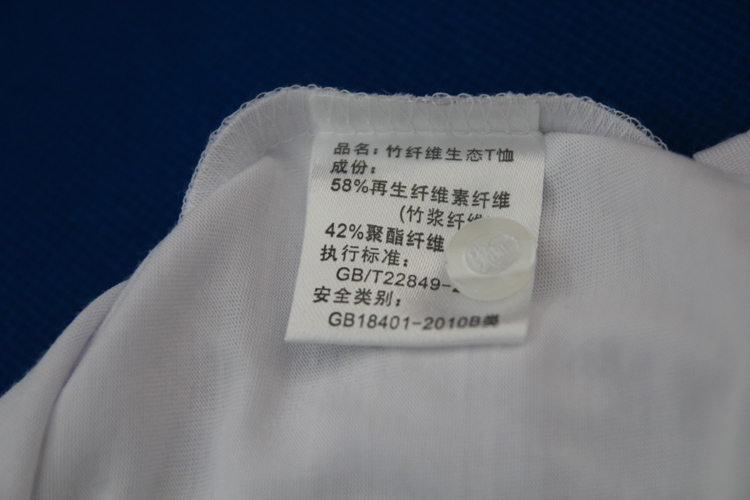 品名：竹纤维生态T恤
成份：
58%再生纤维素纤维
(竹浆纤维)
42%聚酯纤维
执行标准：
GB/T22849-
安全类别：
GB18401-2010B类